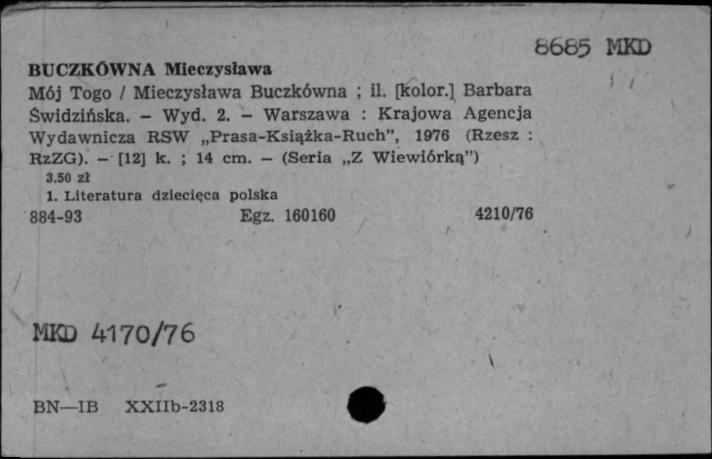 8685 MKD
BUCZKÓWNA Mieczysława
Mój Togo / Mieczysława Buczkówna ; il. [kolor.] Barbara
Świdzińska. — Wyd. 2. — Warszawa : Krajowa Agencja
Wydawnicza RSW „Prasa-Książka-Ruch”, 1976 (Rzesz :
RzZG). — [12] k. ; 14 cm. — (Seria „Z Wiewiórką”)
3.50 zł
1. Literatura dziecięca polska
884-93 Egz. 160160 4210/76
MKD 4170/76
BN—IB XXIIb-2318